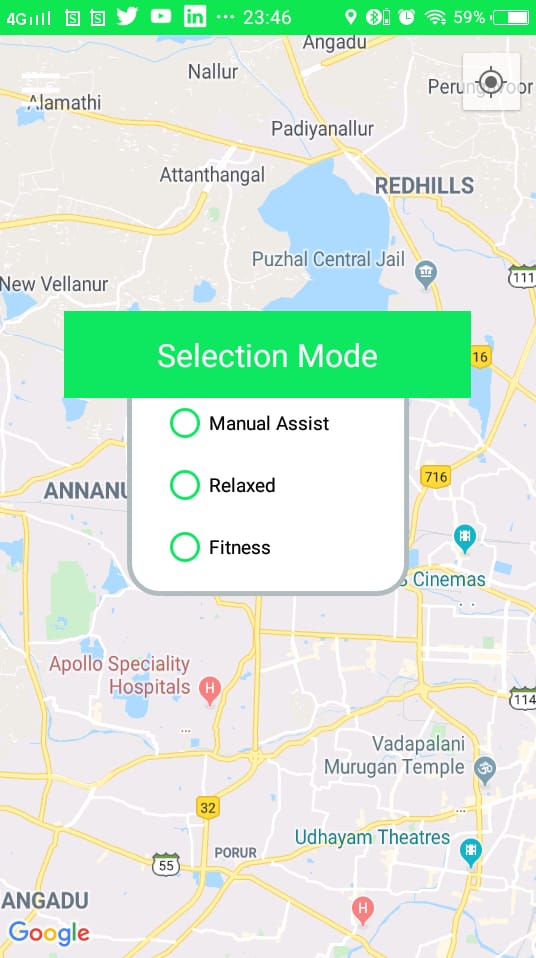 4G 23:46 59%
Angadu
Nallur
Alamathi
Padiyanallur
Attanthangal
REDHILLS
Puzhal Central Jail
New Vellanur
111
Selection Mode
16
Manual Assist
716
Relaxed
ANNANU
Fitness
Cinemas
Apollo Speciality
Hospitals
H
114
Vadapalani
Murugan Temple
32
Udhayam Theatres
PORUR
55
ANGADU
H
Google